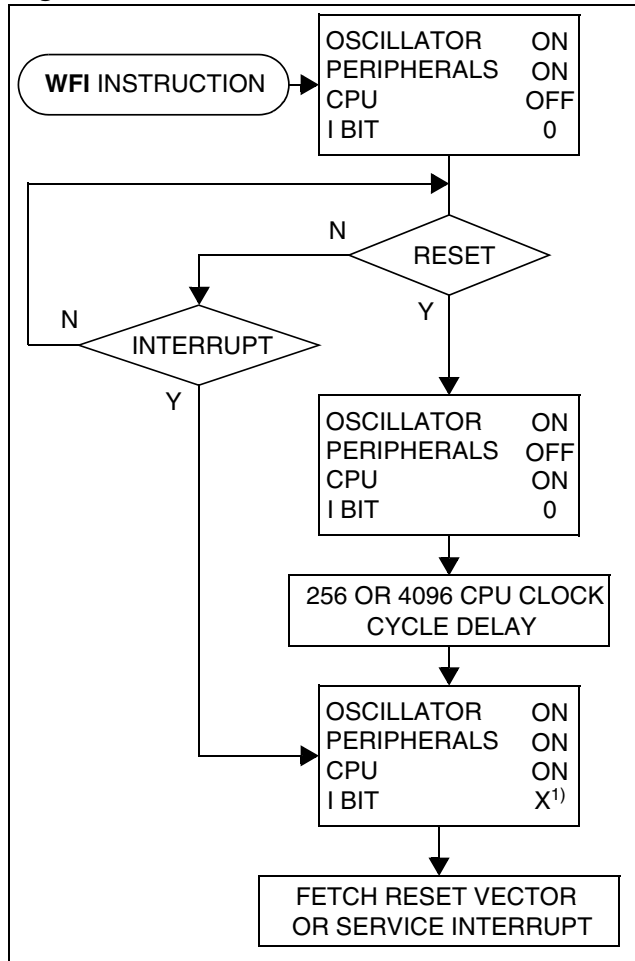 WFI INSTRUCTION
OSCILLATOR ON
PERIPHERALS ON
CPU OFF
I BIT 0
N
RESET
Y
N
INTERRUPT
Y
OSCILLATOR ON
PERIPHERALS OFF
CPU ON
I BIT 0
256 OR 4096 CPU CLOCK
CYCLE DELAY
OSCILLATOR ON
PERIPHERALS ON
CPU ON
I BIT X1)
FETCH RESET VECTOR
OR SERVICE INTERRUPT